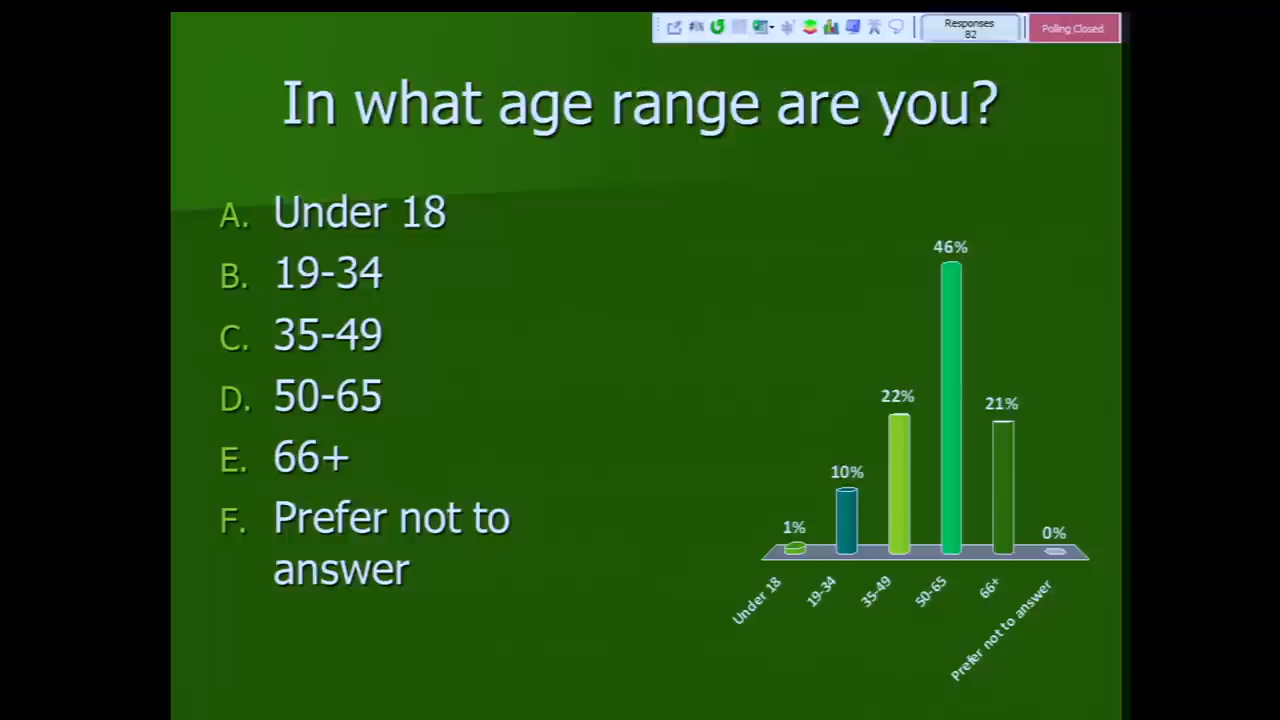 #/# Responses
82
Polling Closed
In what age range are you?
A. Under 18
B. 19-34
C. 35-49
D. 50-65
E. 66+
F. Prefer not to
answer
1%
10%
22%
46%
21%
0%
Under 18
19-34
35-49
50-65
66+
Prefer not to answer